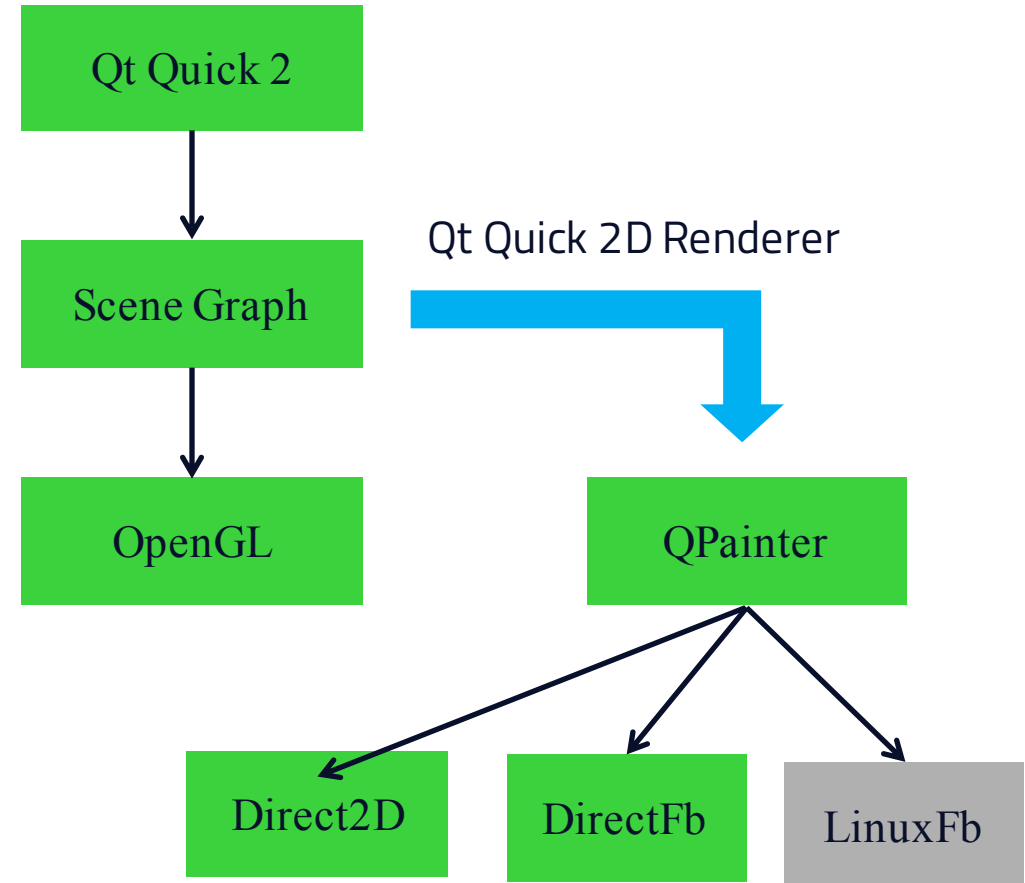 Qt Quick 2
Qt Quick 2D Renderer
Scene Graph
OpenGL
QPainter
Direct2D
DirectFb
LinuxFb